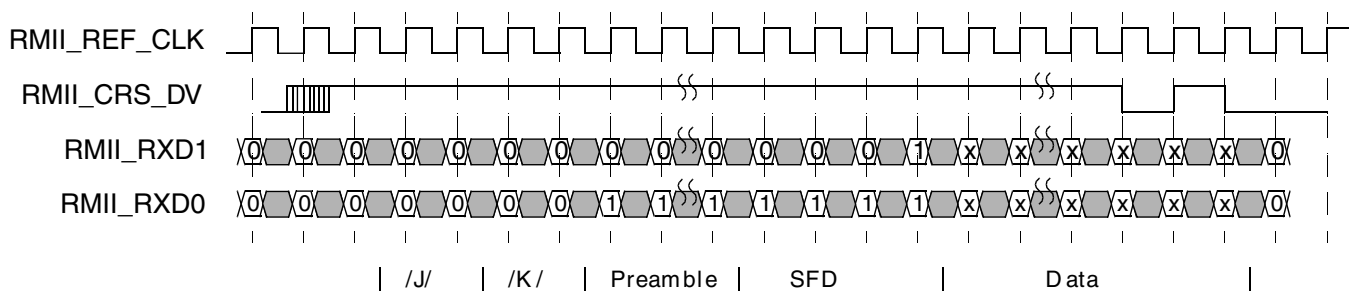 RMII_REF_CLK
RMII_CRS_DV
RMII_RXD1 0 0 0 0 0 0 0 0 0 0 0 0 0 1 x x x x x x 0
RMII_RXD0 0 0 0 0 0 0 0 1 1 1 1 1 1 1 x x x x x x 0
/J/ /K/ Preamble SFD Data